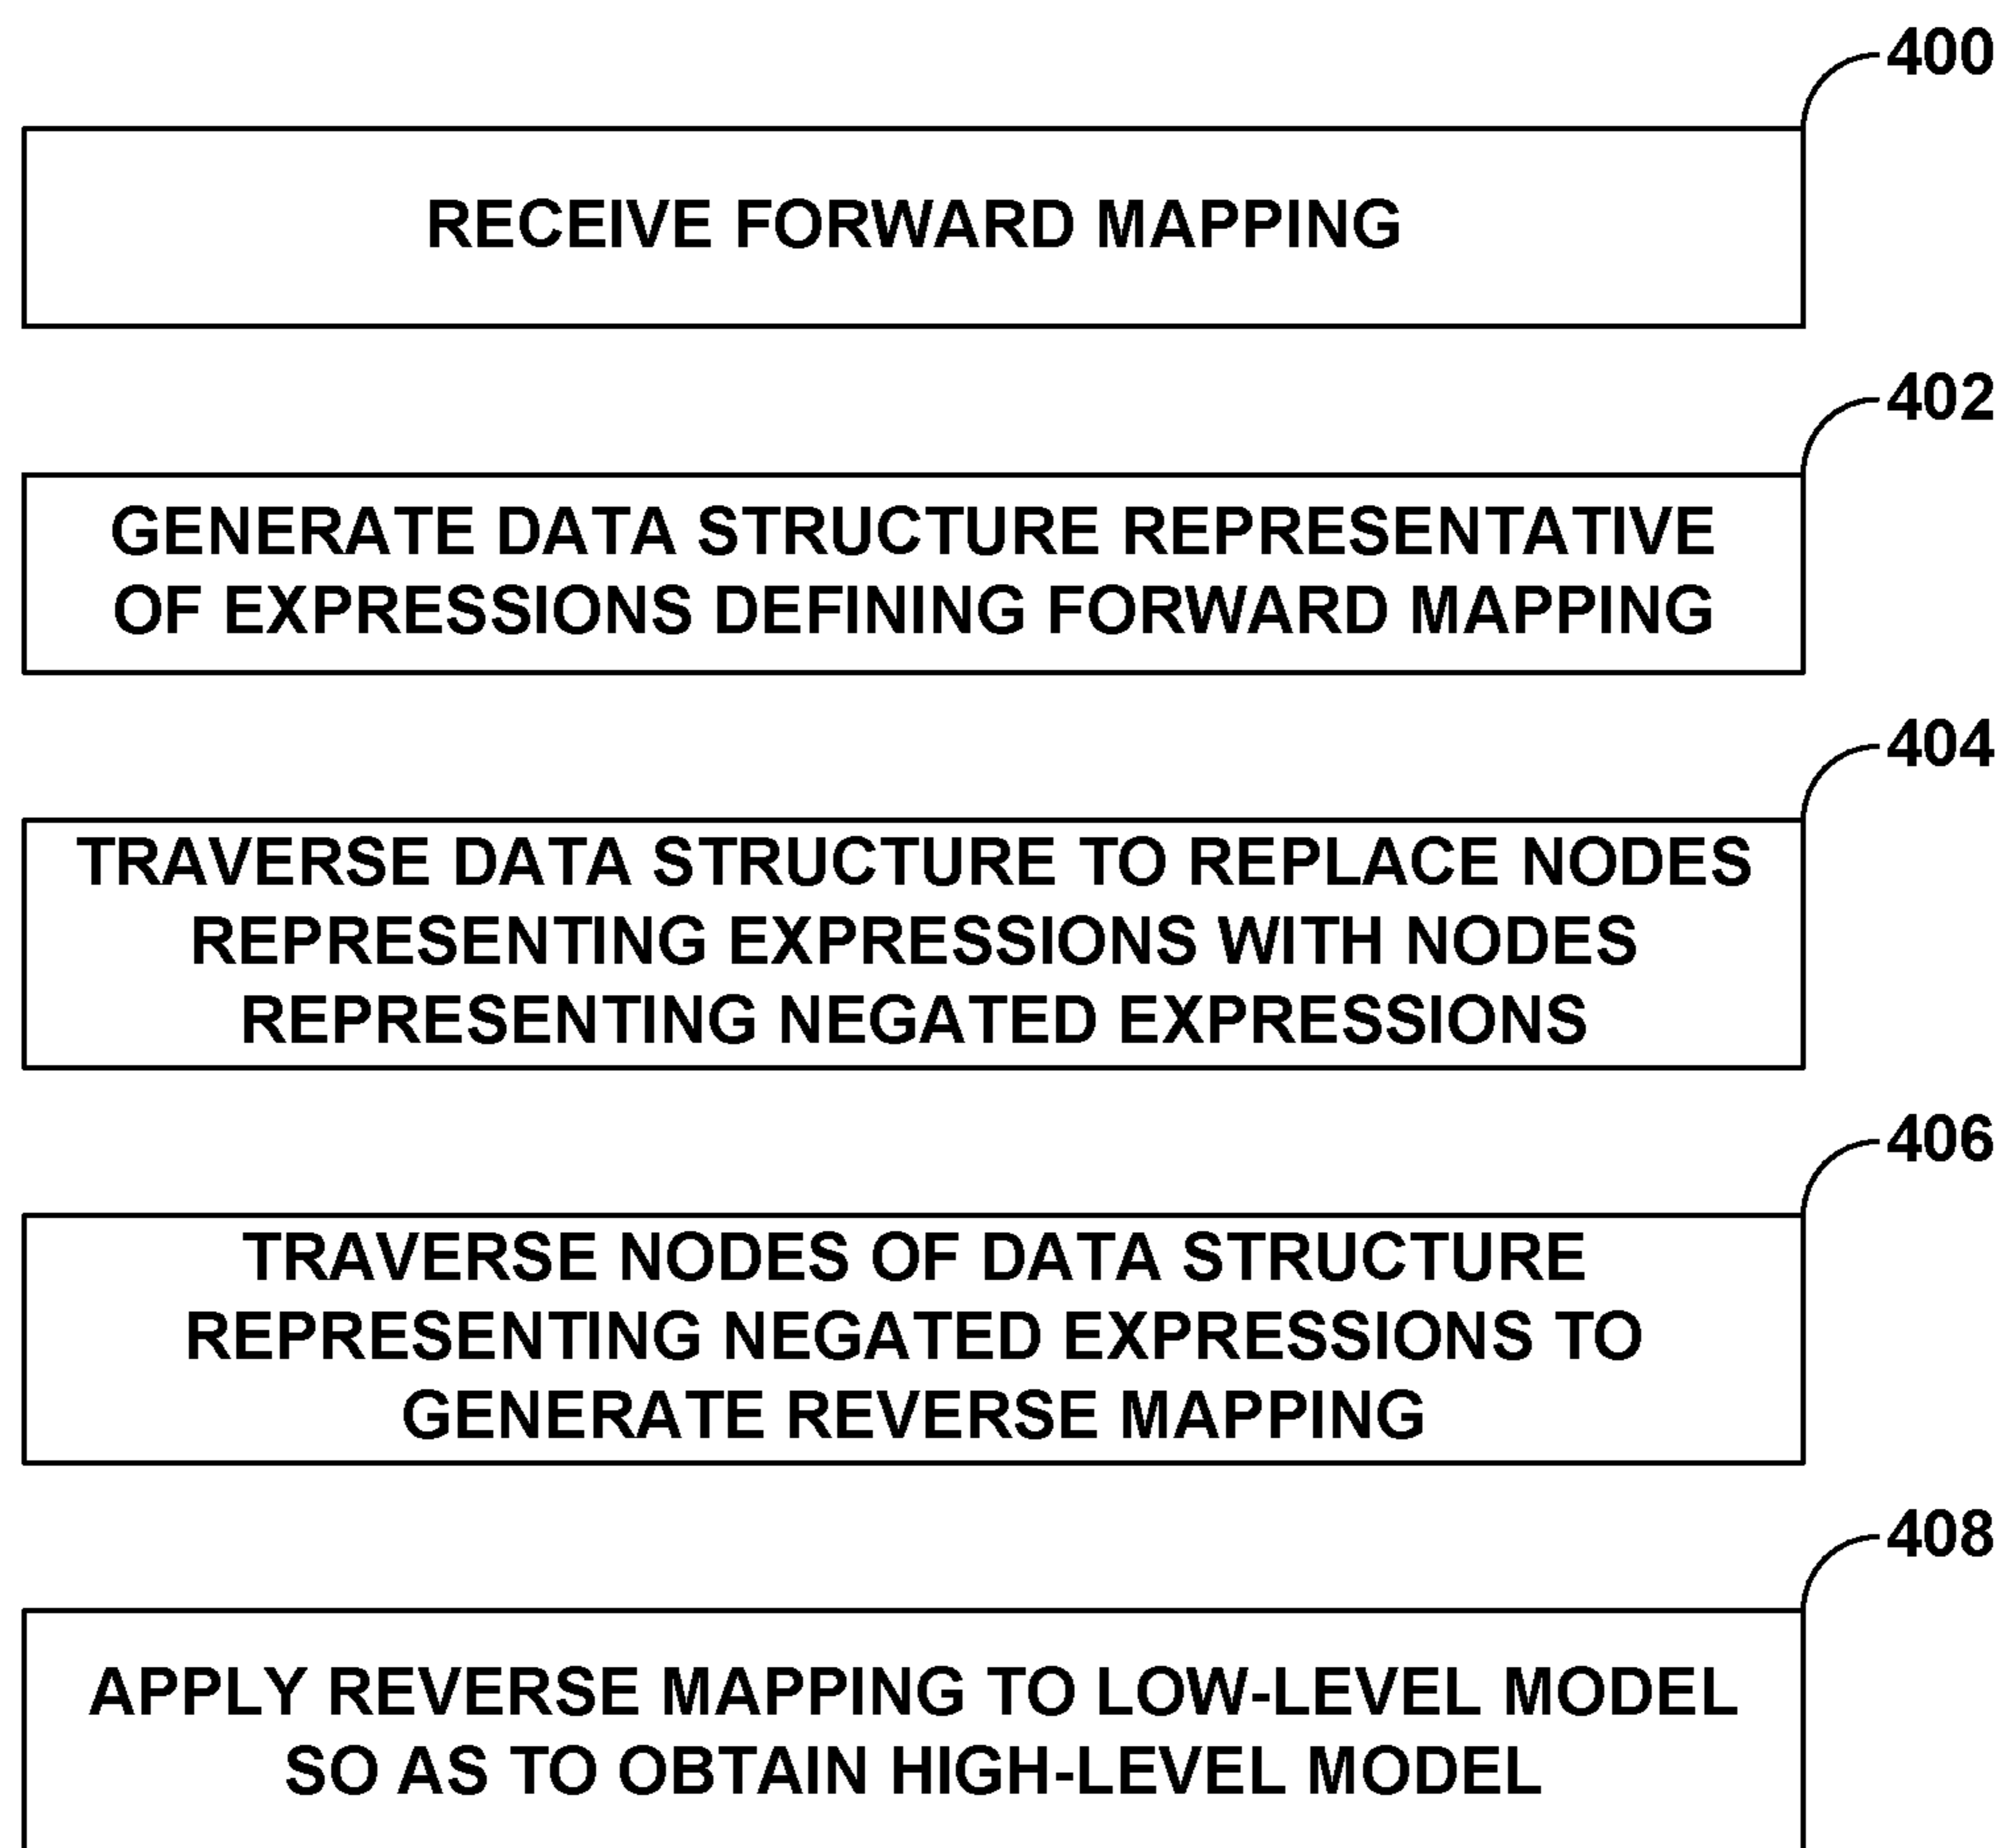 400
RECEIVE FORWARD MAPPING
402
GENERATE DATA STRUCTURE REPRESENTATIVE
OF EXPRESSIONS DEFINING FORWARD MAPPING
404
TRAVERSE DATA STRUCTURE TO REPLACE NODES
REPRESENTING EXPRESSIONS WITH NODES
REPRESENTING NEGATED EXPRESSIONS
406
TRAVERSE NODES OF DATA STRUCTURE
REPRESENTING NEGATED EXPRESSIONS TO
GENERATE REVERSE MAPPING
408
APPLY REVERSE MAPPING TO LOW-LEVEL MODEL
SO AS TO OBTAIN HIGH-LEVEL MODEL